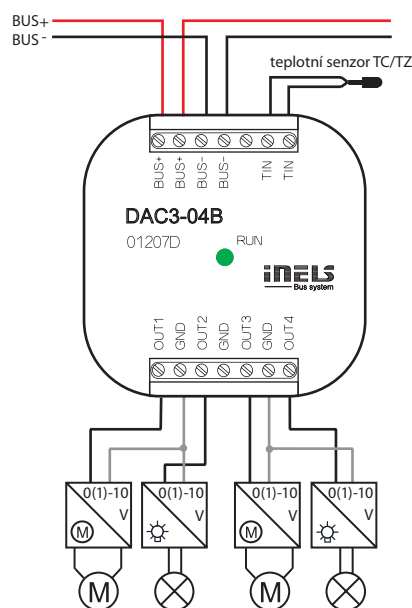 BUS+
BUS -
teplotní senzor TC/TZ
BUS+ BUS+ BUS- BUS- TIN TIN
DAC3-04B
01207D
RUN
iNELS
Bus system
OUT1 GND OUT2 GND OUT3 GND OUT4
0(1)-10 V M
0(1)-10 V
0(1)-10 V M
0(1)-10 V
M
M